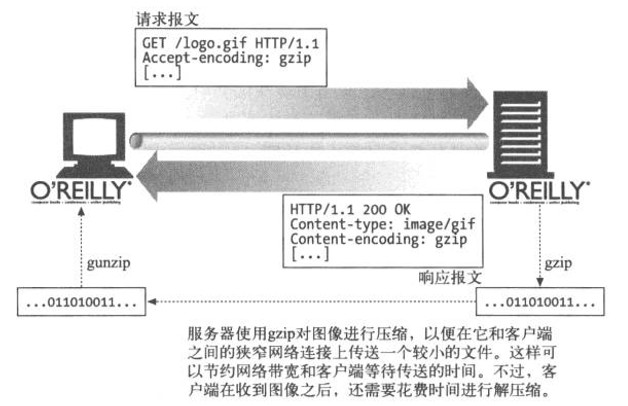 请求报文
GET /logo.gif HTTP/1.1
Accept-encoding: gzip
[...]
O'REILLY®
O'REILLY®
HTTP/1.1 200 OK
Content-type: image/gif
Content-encoding: gzip
[...]
响应报文
gunzip
gzip
...011010011...
...011010011...
服务器使用gzip对图像进行压缩，以便在它和客户端
之间的狭窄网络连接上传送一个较小的文件。这样可
以节约网络带宽和客户端等待传送的时间。不过，客
户端在收到图像之后，还需要花费时间进行解压缩。